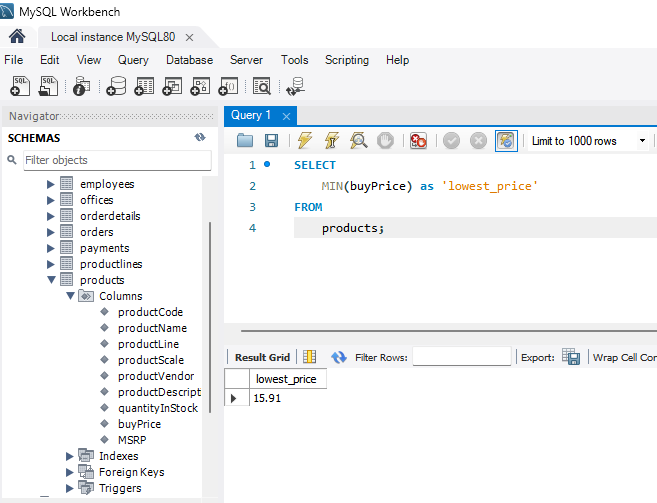 MySQL Workbench
Local instance MySQL80
File Edit View Query Database Server Tools Scripting Help
Navigator
SCHEMAS
Filter objects
employees
offices
orderdetails
orders
payments
productlines
products
Columns
productCode
productName
productLine
productScale
productVendor
productDescript
quantityInStock
buyPrice
MSRP
Indexes
Foreign Keys
Triggers
Query 1
Limit to 1000 rows
1 SELECT
2 MIN(buyPrice) as 'lowest_price'
3 FROM
4 products;
Result Grid Filter Rows: Export: Wrap Cell Con
lowest_price
15.91